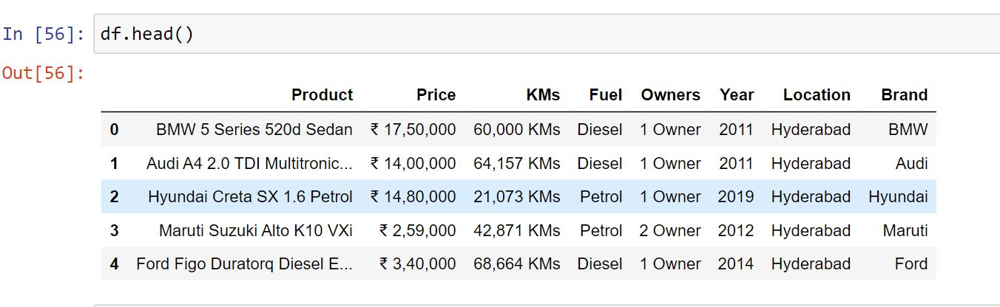 In [56]: df.head()
Out[56]:
Product Price KMs Fuel Owners Year Location Brand
0 BMW 5 Series 520d Sedan ₹ 17,50,000 60,000 KMs Diesel 1 Owner 2011 Hyderabad BMW
1 Audi A4 2.0 TDI Multitronic... ₹ 14,00,000 64,157 KMs Diesel 1 Owner 2011 Hyderabad Audi
2 Hyundai Creta SX 1.6 Petrol ₹ 14,80,000 21,073 KMs Petrol 1 Owner 2019 Hyderabad Hyundai
3 Maruti Suzuki Alto K10 VXi ₹ 2,59,000 42,871 KMs Petrol 2 Owner 2012 Hyderabad Maruti
4 Ford Figo Duratorq Diesel E... ₹ 3,40,000 68,664 KMs Diesel 1 Owner 2014 Hyderabad Ford